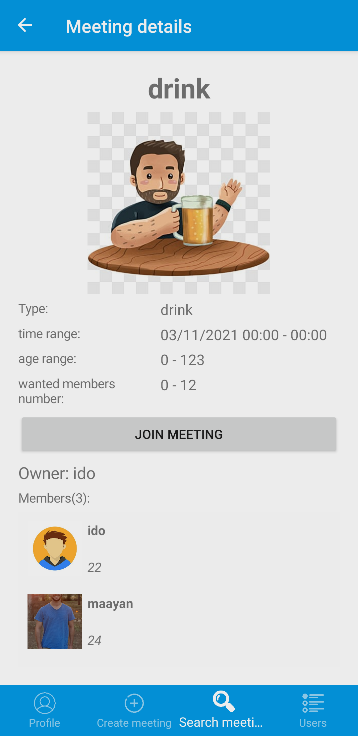 Meeting details
drink
Type: drink
time range: 03/11/2021 00:00 - 00:00
age range: 0 - 123
wanted members number: 0 - 12
JOIN MEETING
Owner: ido
Members(3):
ido
22
maayan
24
Profile Create meeting Search meeti... Users